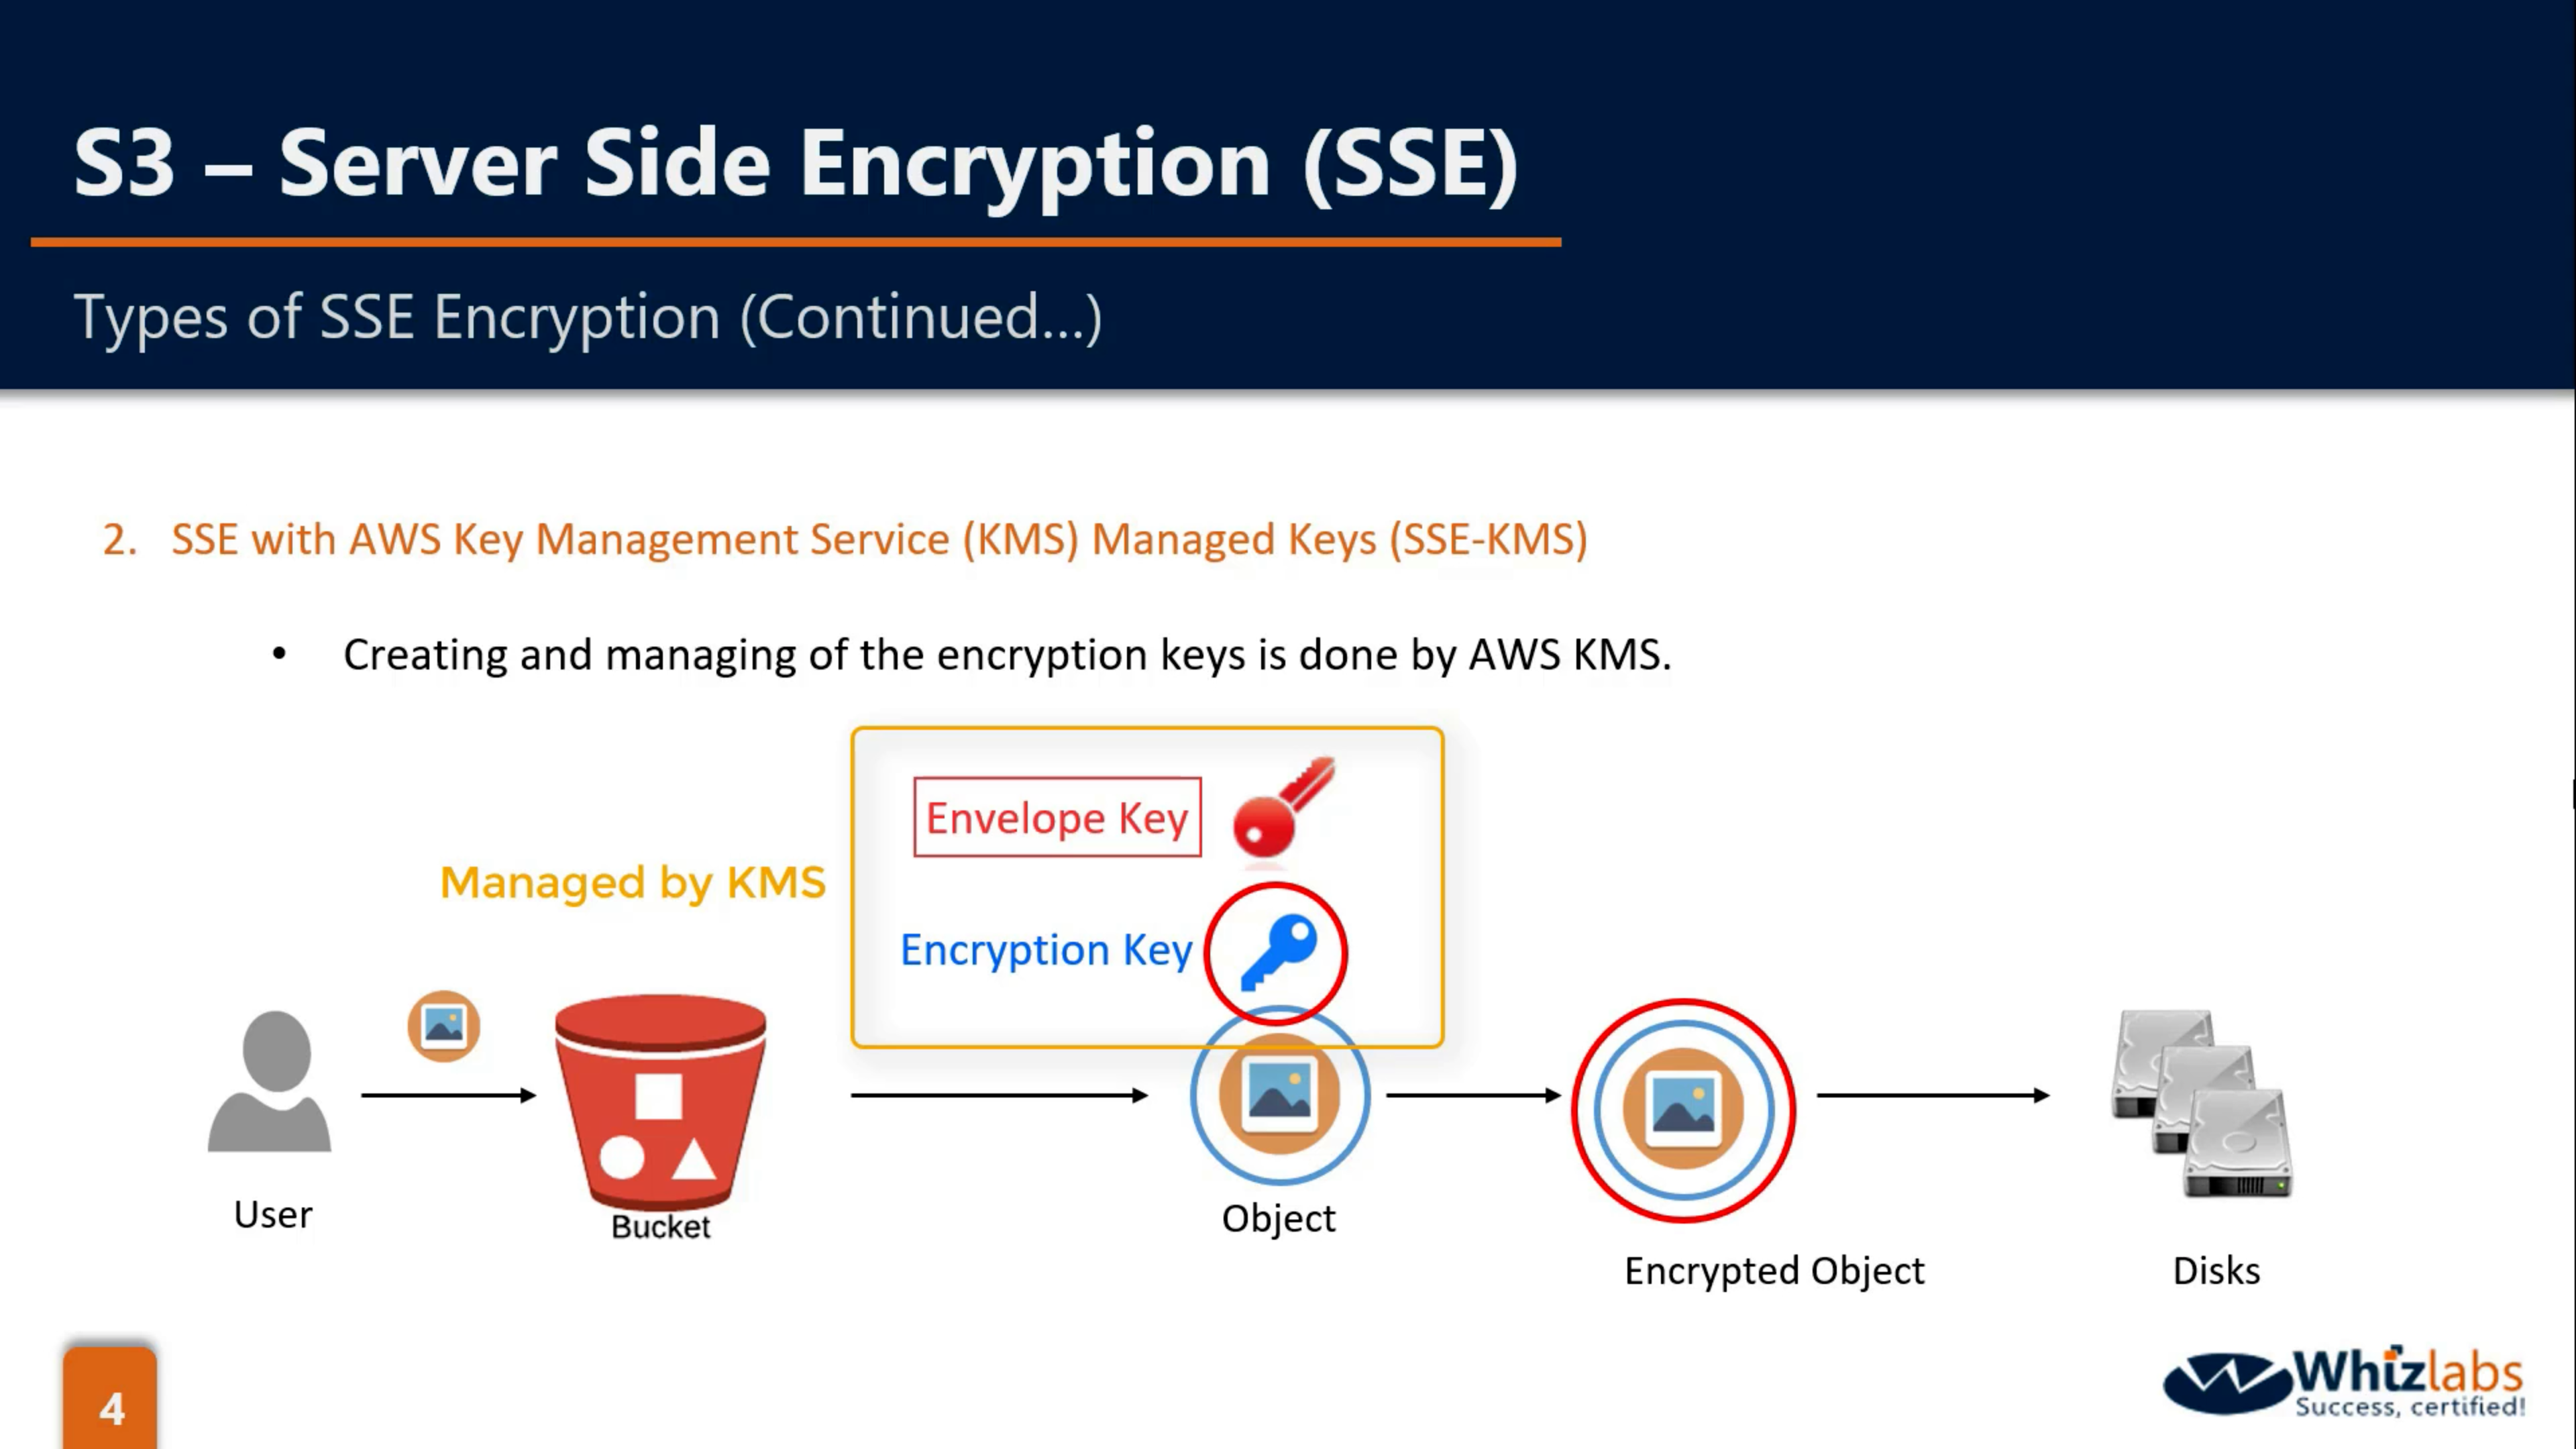 S3 – Server Side Encryption (SSE)
Types of SSE Encryption (Continued...)
2. SSE with AWS Key Management Service (KMS) Managed Keys (SSE-KMS)
• Creating and managing of the encryption keys is done by AWS KMS.
Envelope Key
Managed by KMS
Encryption Key
User
Bucket
Object
Encrypted Object
Disks
4
Whizlabs
Success, certified!